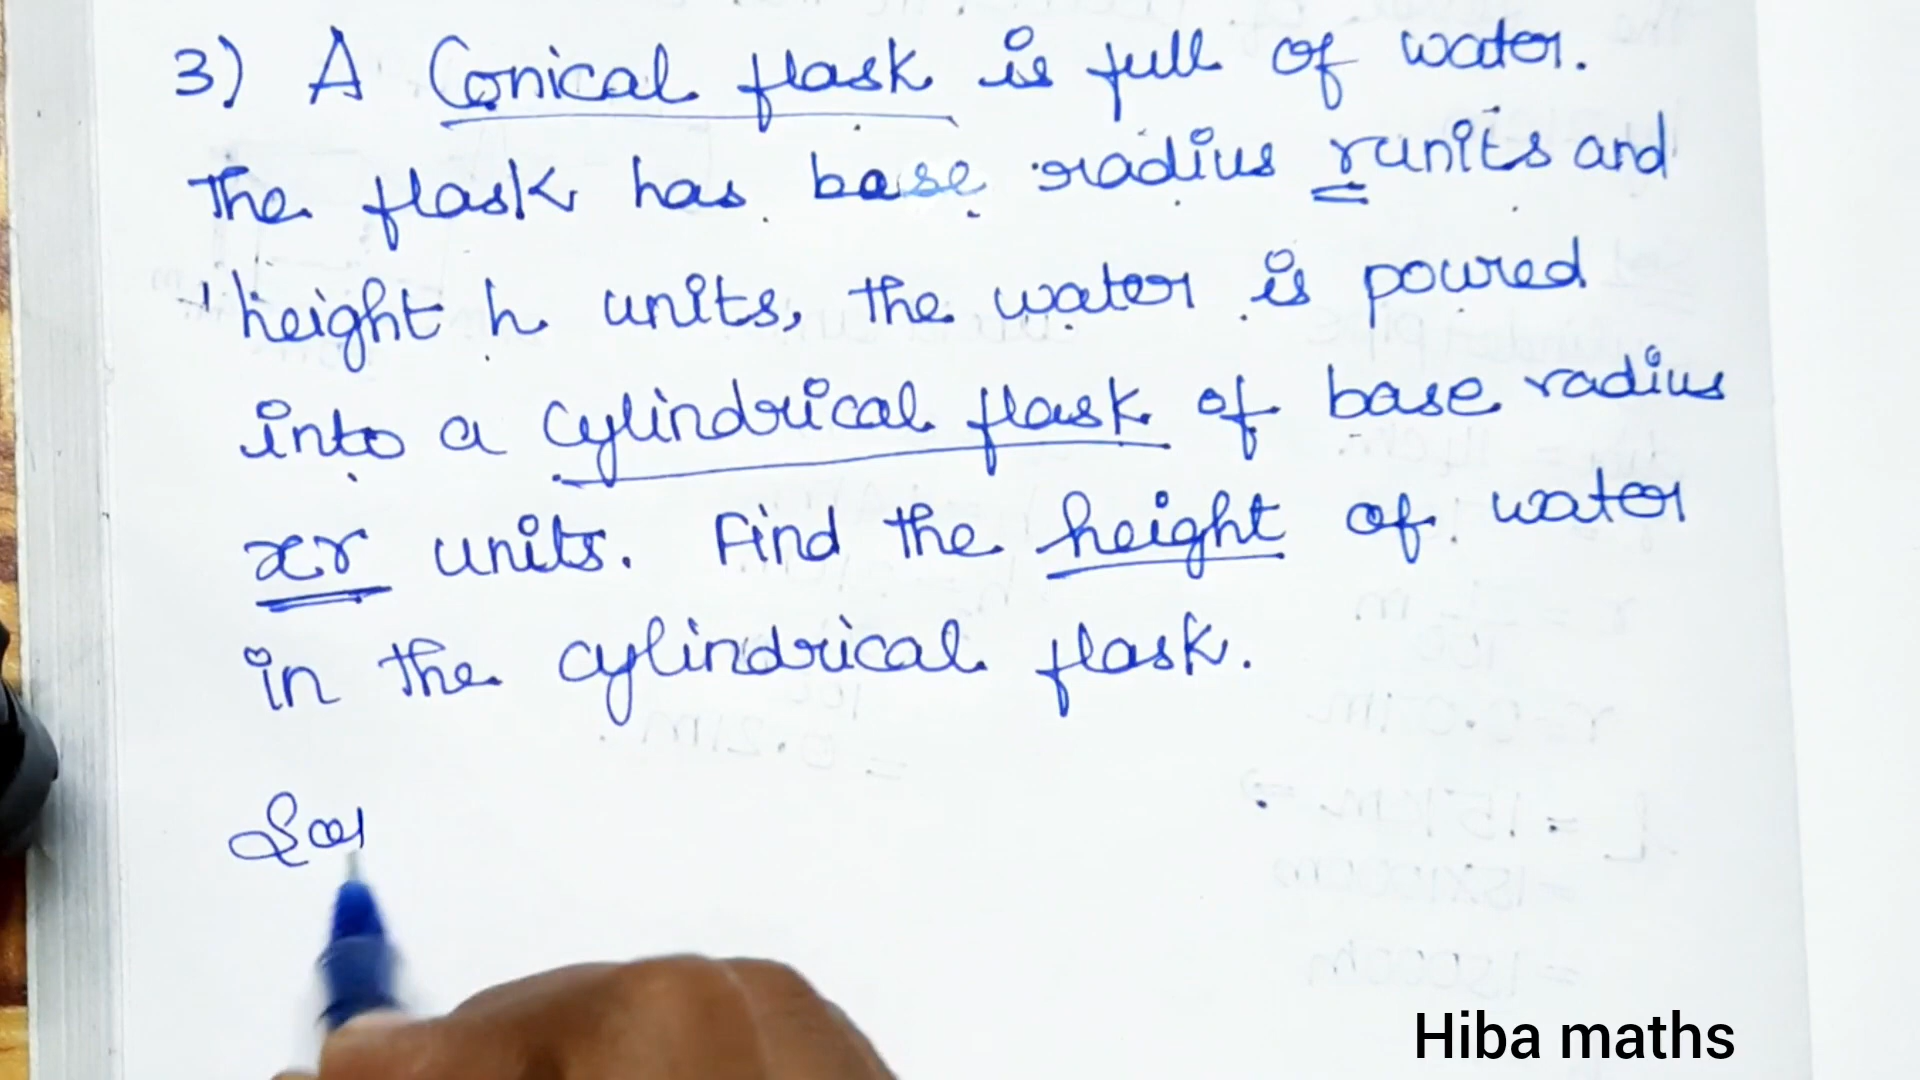 3) A Conical flask is full of water.
The flask has base radius r units and
height h units, the water is poured
into a cylindrical flask of base radius
xr units. Find the height of water
in the cylindrical flask.
Sol
Hiba maths